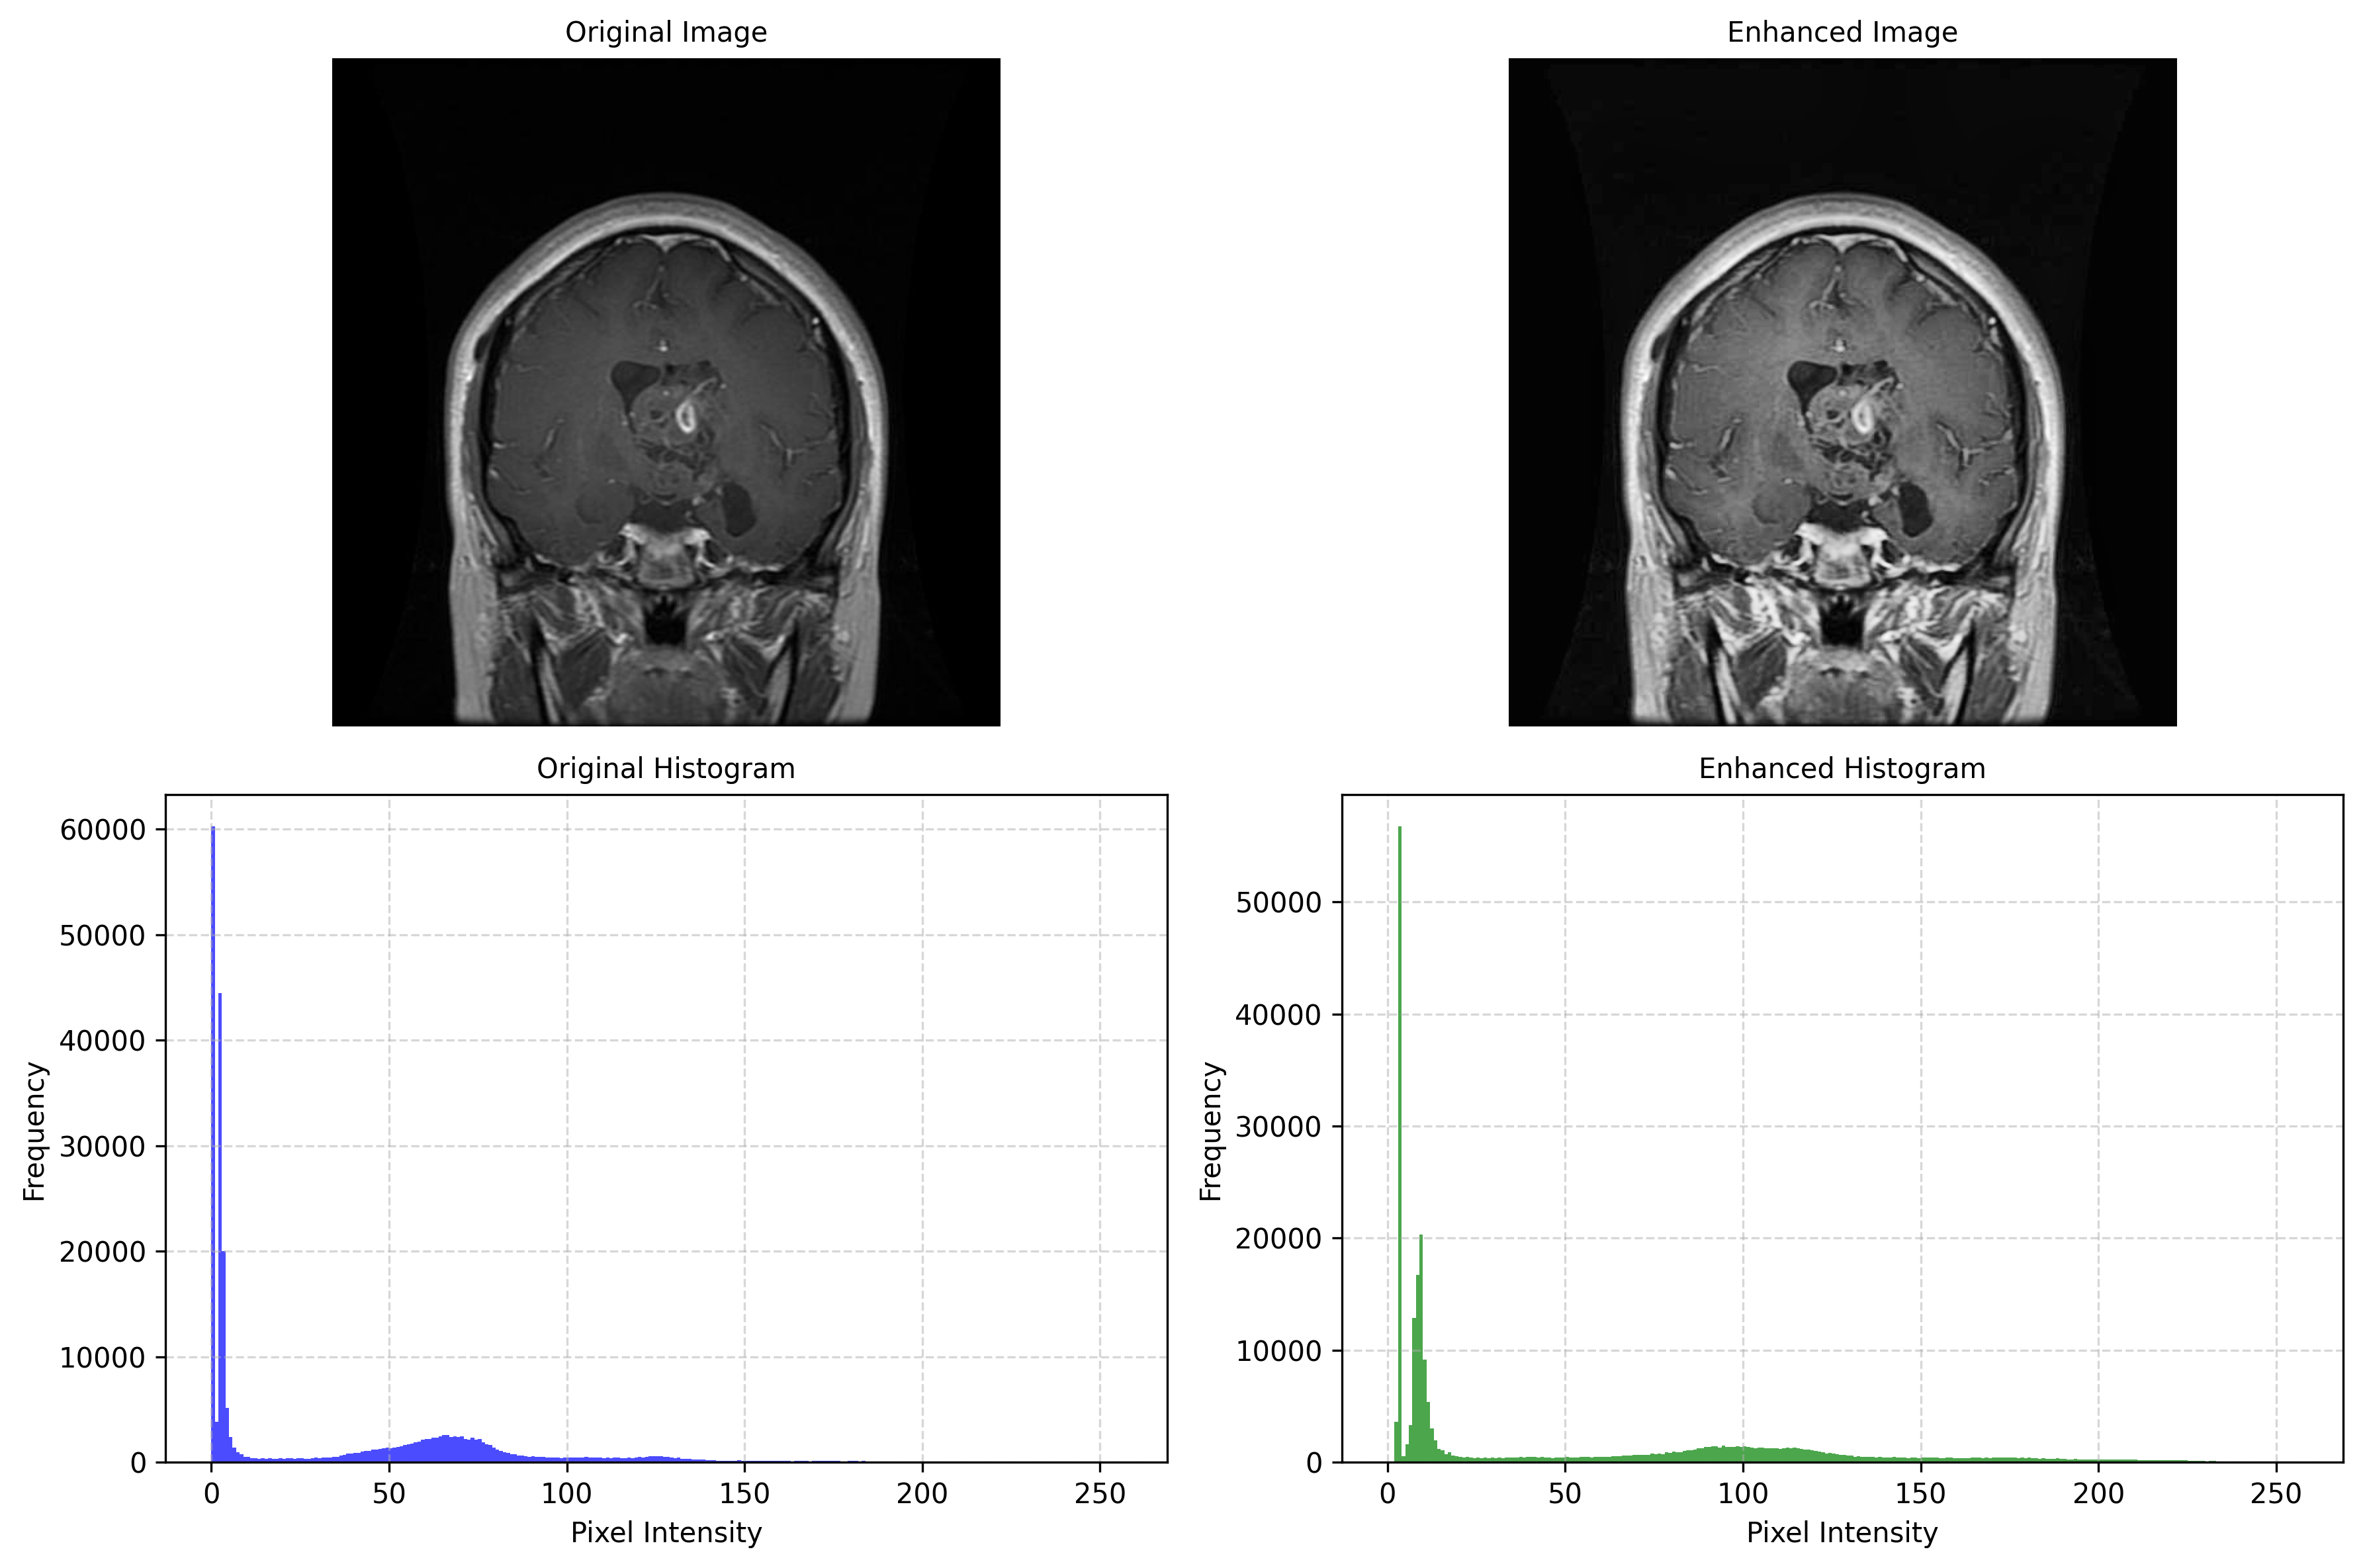 Original Image
Enhanced Image
Original Histogram
Enhanced Histogram
60000
50000
40000
30000
20000
10000
0
Frequency
0 50 100 150 200 250
Pixel Intensity
50000
40000
30000
20000
10000
0
Frequency
0 50 100 150 200 250
Pixel Intensity